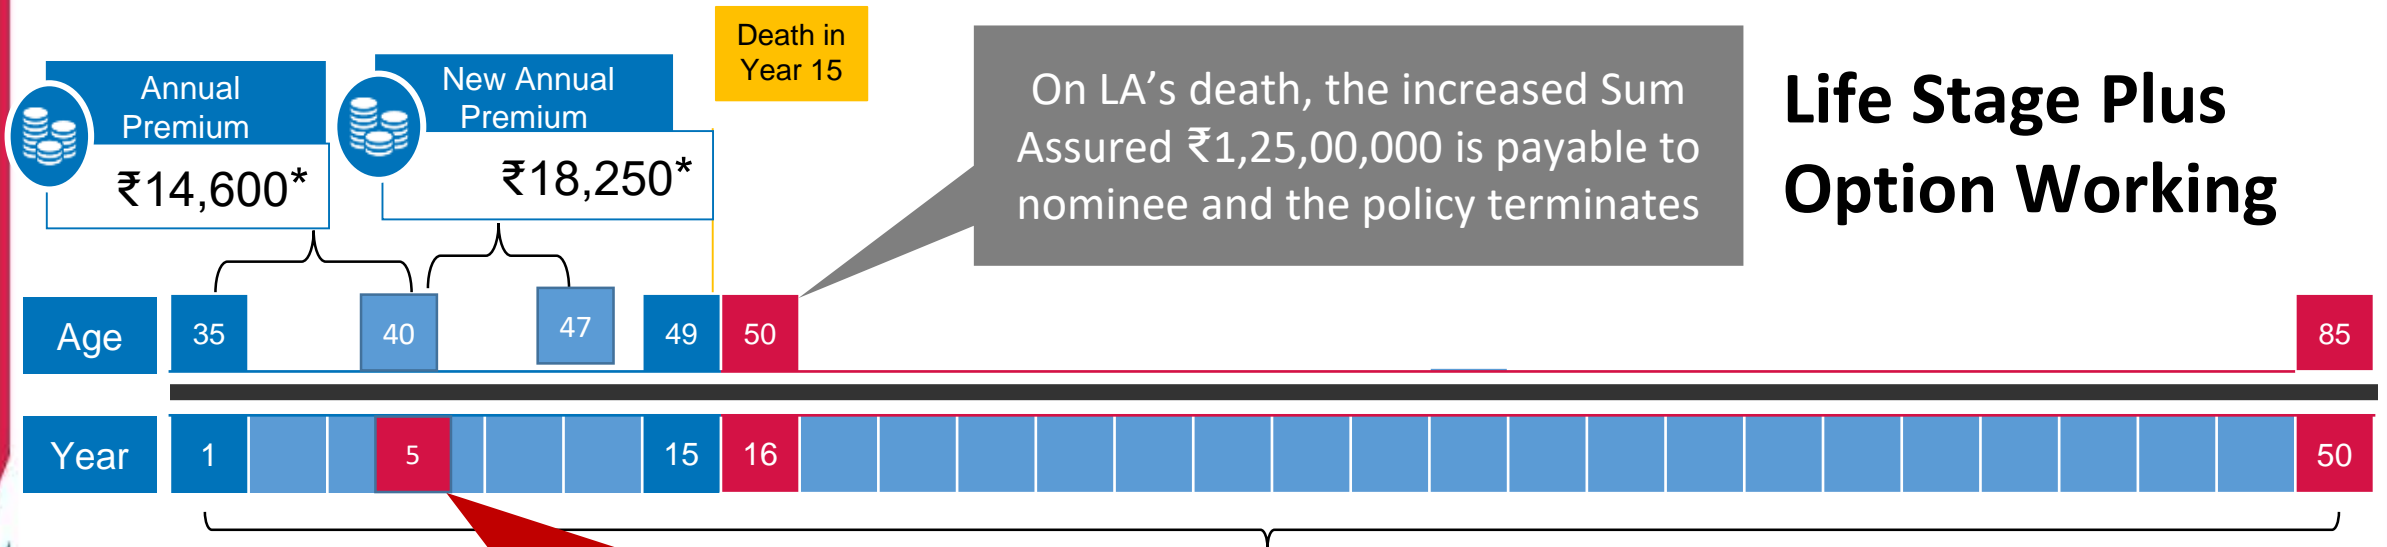 Death in
Year 15
Annual
Premium
₹14,600*
New Annual
Premium
₹18,250*
On LA’s death, the increased Sum
Assured ₹1,25,00,000 is payable to
nominee and the policy terminates
Life Stage Plus
Option Working
Age 35 40 47 49 50 85
Year 1 5 15 16 50